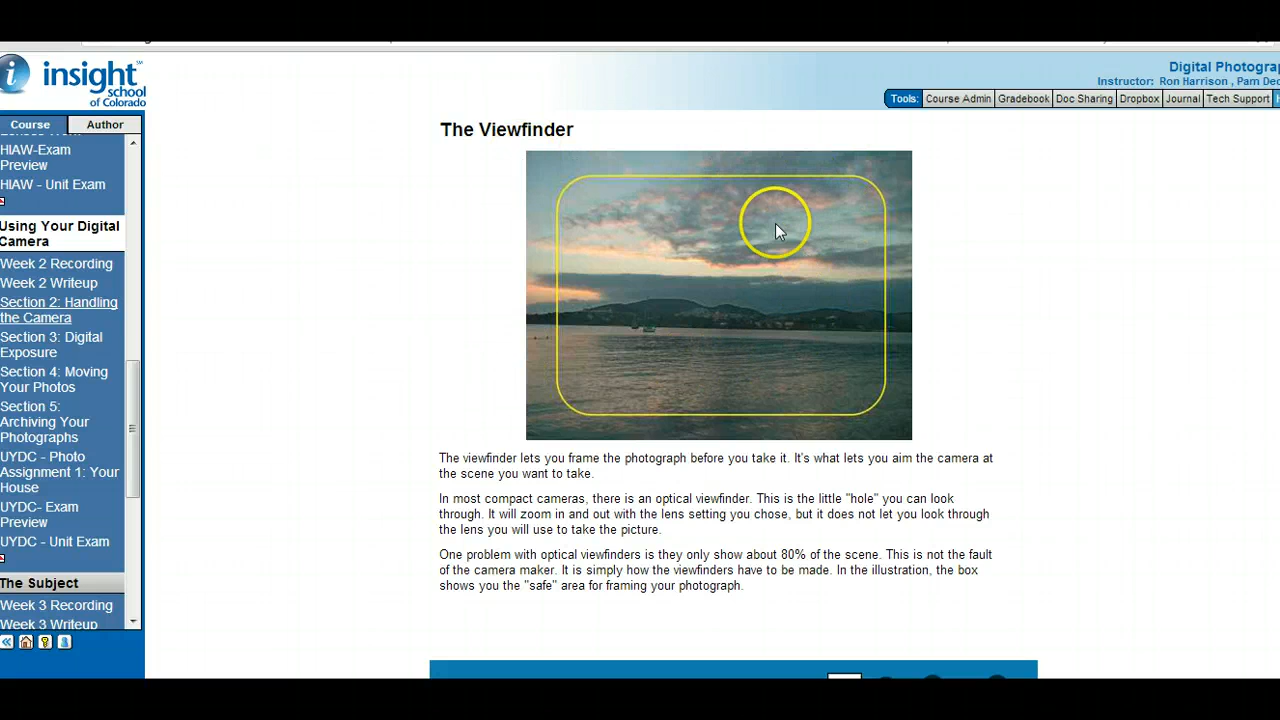 insight
school
of Colorado
Digital Photograp
Instructor: Ron Harrison , Pam Dec
Tools: Course Admin Gradebook Doc Sharing Dropbox Journal Tech Support
Course Author
HIAW-Exam
Preview
HIAW - Unit Exam
Using Your Digital
Camera
Week 2 Recording
Week 2 Writeup
Section 2: Handling
the Camera
Section 3: Digital
Exposure
Section 4: Moving
Your Photos
Section 5:
Archiving Your
Photographs
UYDC - Photo
Assignment 1: Your
House
UYDC- Exam
Preview
UYDC - Unit Exam
The Subject
Week 3 Recording
Week 3 Writeup
The Viewfinder
The viewfinder lets you frame the photograph before you take it. It's what lets you aim the camera at
the scene you want to take.
In most compact cameras, there is an optical viewfinder. This is the little "hole" you can look
through. It will zoom in and out with the lens setting you chose, but it does not let you look through
the lens you will use to take the picture.
One problem with optical viewfinders is they only show about 80% of the scene. This is not the fault
of the camera maker. It is simply how the viewfinders have to be made. In the illustration, the box
shows you the "safe" area for framing your photograph.